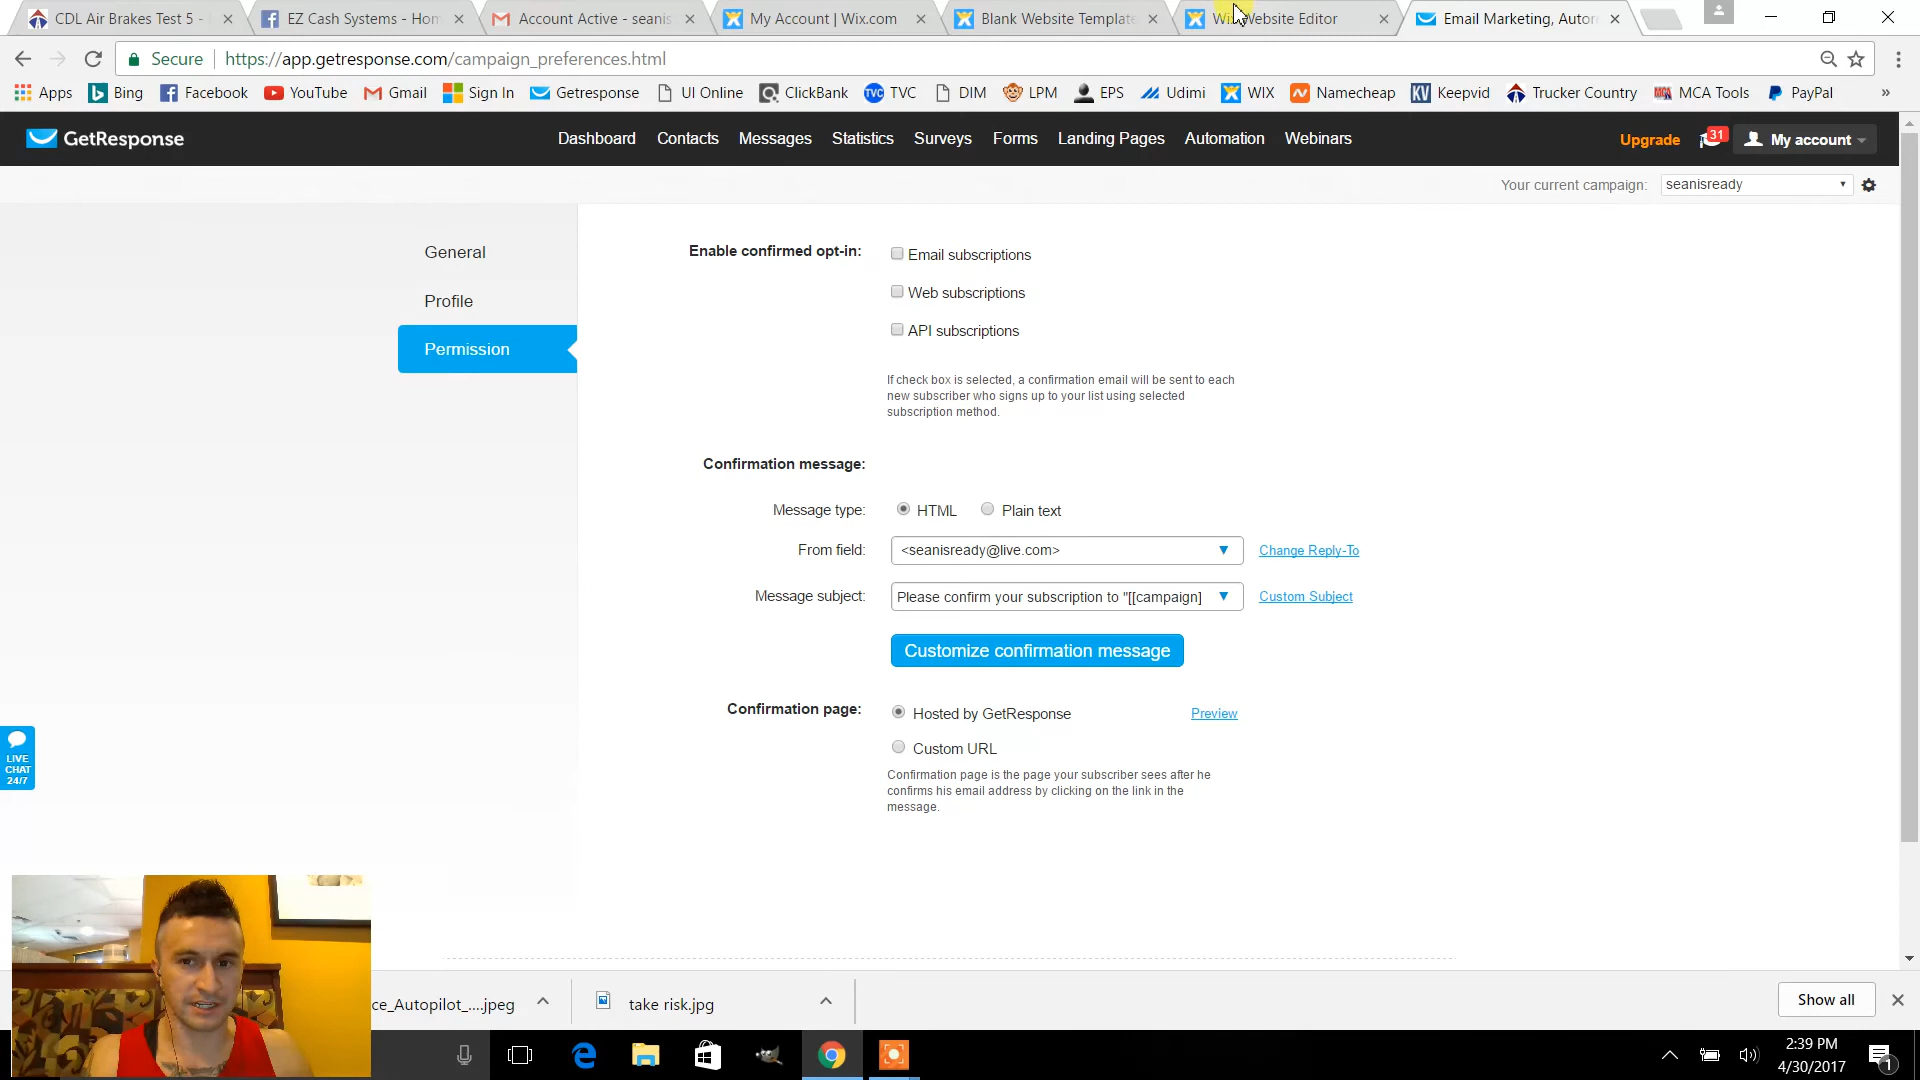 CDL Air Brakes Test 5 -
EZ Cash Systems - Hom
Account Active - seanis
My Account | Wix.com
Blank Website Template
Website Editor
Email Marketing, Autor
Secure
https://app.getresponse.com/campaign_preferences.html
Apps
Bing
Facebook
YouTube
Gmail
Sign In
Getresponse
UI Online
ClickBank
TVC
DIM
LPM
EPS
Udimi
WIX
Namecheap
KV Keepvid
Trucker Country
MCA MCA Tools
PayPal
»
GetResponse
Dashboard
Contacts
Messages
Statistics
Surveys
Forms
Landing Pages
Automation
Webinars
Upgrade
31
My account
Your current campaign:
seanisready
General
Profile
Permission
Enable confirmed opt-in:
Email subscriptions
Web subscriptions
API subscriptions
If check box is selected, a confirmation email will be sent to each
new subscriber who signs up to your list using selected
subscription method.
Confirmation message:
Message type:
HTML
Plain text
From field:
<seanisready@live.com>
Change Reply-To
Message subject:
Please confirm your subscription to "[[campaign]
Custom Subject
Customize confirmation message
Confirmation page:
Hosted by GetResponse
Preview
Custom URL
Confirmation page is the page your subscriber sees after he
confirms his email address by clicking on the link in the
message.
LIVE
CHAT
24/7
ce_Autopilot_....jpeg
take risk.jpg
Show all
2:39 PM
4/30/2017
1